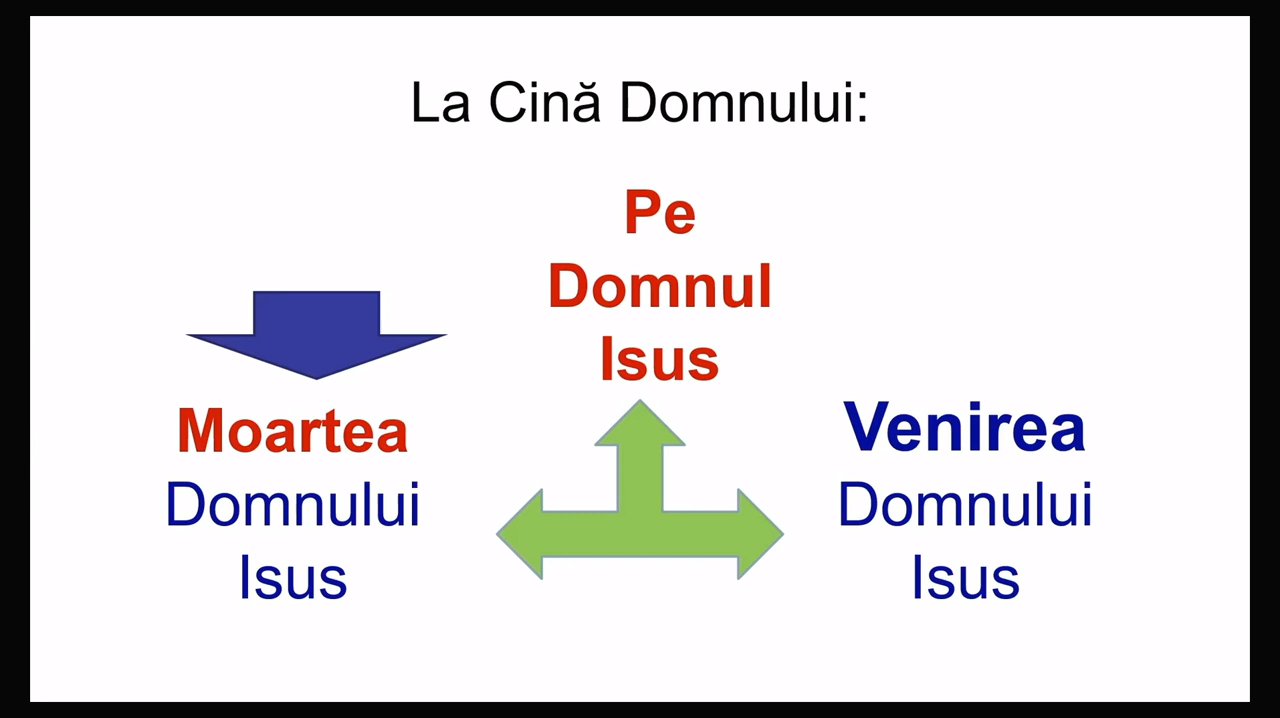 La Cină Domnului:
Pe
Domnul
Isus
Moartea
Domnului
Isus
Venirea
Domnului
Isus